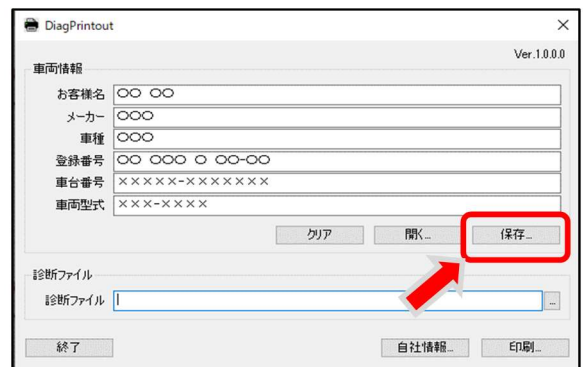 DiagPrintout
Ver.1.0.0.0
車両情報
お客様名 〇〇 〇〇
メーカー 〇〇〇
車種 〇〇〇
登録番号 〇〇 〇〇〇 〇 〇〇-〇〇
車台番号 ×××××-×××××××
車両型式 ×××-××××
クリア 開く... 保存...
診断ファイル
診断ファイル ...
終了 自社情報... 印刷...